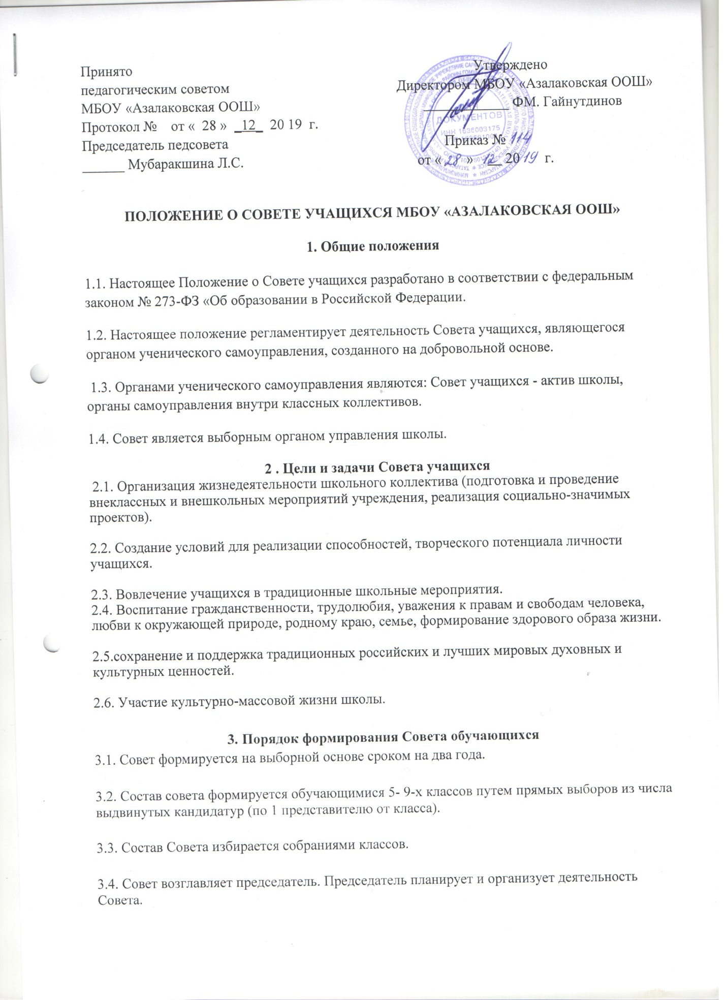 Принято
педагогическим советом
МБОУ «Азалаковская ООШ»
Протокол № от « 28 » _12_ 20 19 г.
Председатель педсовета
______ Мубаракшина Л.С.
Утверждено
Директором МБОУ «Азалаковская ООШ»
____________ ФМ. Гайнутдинов
Приказ № 114
от « 28 » 12 2019 г.
ДОКУМЕНТОВ
ИНН 1636003175
ПОЛОЖЕНИЕ О СОВЕТЕ УЧАЩИХСЯ МБОУ «АЗАЛАКОВСКАЯ ООШ»
1. Общие положения
1.1. Настоящее Положение о Совете учащихся разработано в соответствии с федеральным
законом № 273-ФЗ «Об образовании в Российской Федерации.
1.2. Настоящее положение регламентирует деятельность Совета учащихся, являющегося
органом ученического самоуправления, созданного на добровольной основе.
1.3. Органами ученического самоуправления являются: Совет учащихся - актив школы,
органы самоуправления внутри классных коллективов.
1.4. Совет является выборным органом управления школы.
2 . Цели и задачи Совета учащихся
2.1. Организация жизнедеятельности школьного коллектива (подготовка и проведение
внеклассных и внешкольных мероприятий учреждения, реализация социально-значимых
проектов).
2.2. Создание условий для реализации способностей, творческого потенциала личности
учащихся.
2.3. Вовлечение учащихся в традиционные школьные мероприятия.
2.4. Воспитание гражданственности, трудолюбия, уважения к правам и свободам человека,
любви к окружающей природе, родному краю, семье, формирование здорового образа жизни.
2.5.сохранение и поддержка традиционных российских и лучших мировых духовных и
культурных ценностей.
2.6. Участие культурно-массовой жизни школы.
3. Порядок формирования Совета обучающихся
3.1. Совет формируется на выборной основе сроком на два года.
3.2. Состав совета формируется обучающимися 5- 9-х классов путем прямых выборов из числа
выдвинутых кандидатур (по 1 представителю от класса).
3.3. Состав Совета избирается собраниями классов.
3.4. Совет возглавляет председатель. Председатель планирует и организует деятельность
Совета.